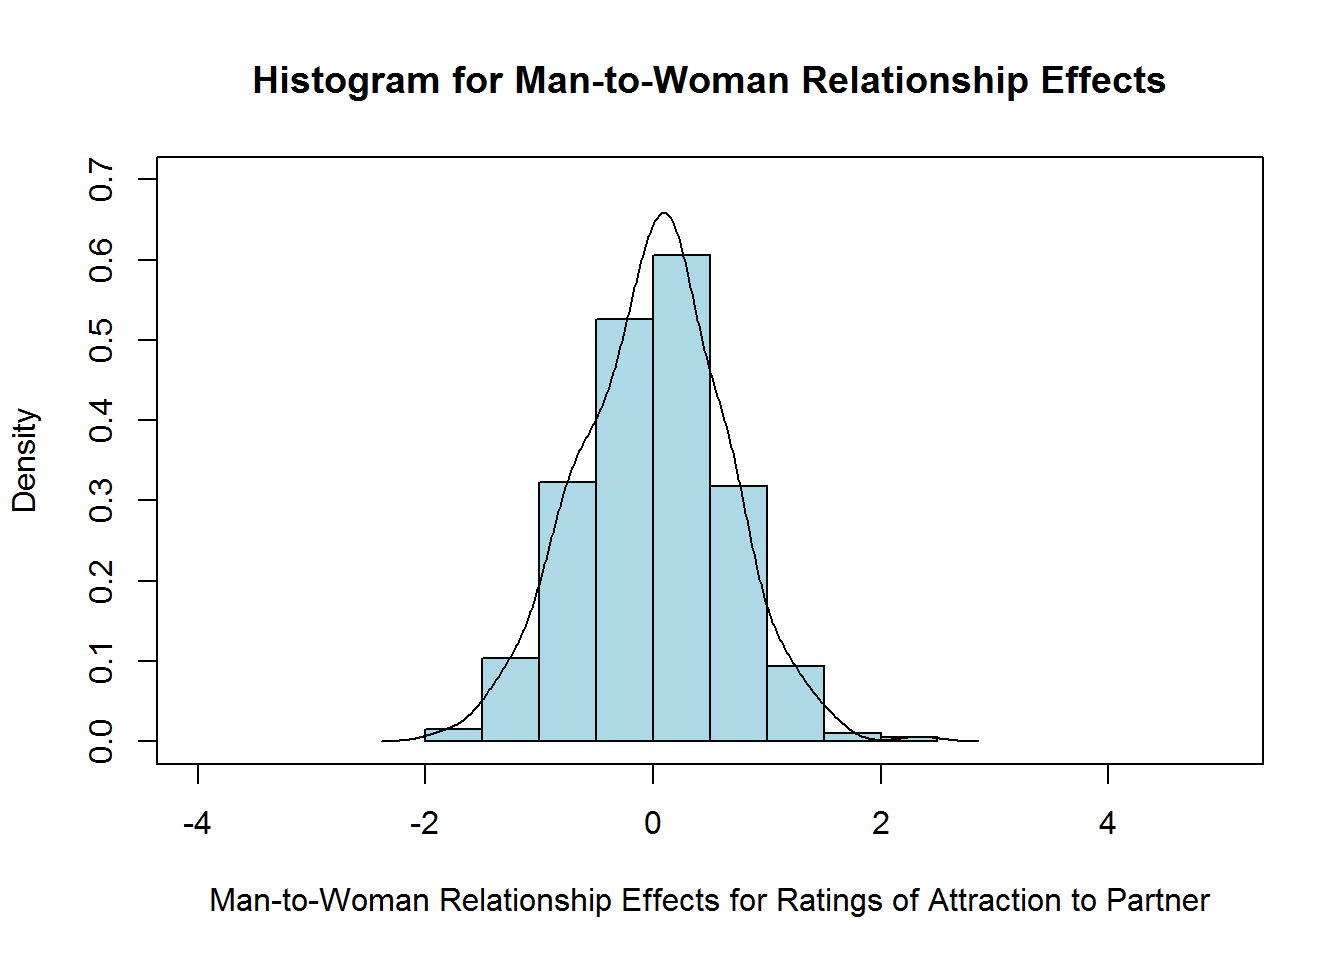 Histogram for Man-to-Woman Relationship Effects
0.7
0.6
0.5
0.4
0.3
0.2
0.1
0.0
Density
-4 -2 0 2 4
Man-to-Woman Relationship Effects for Ratings of Attraction to Partner